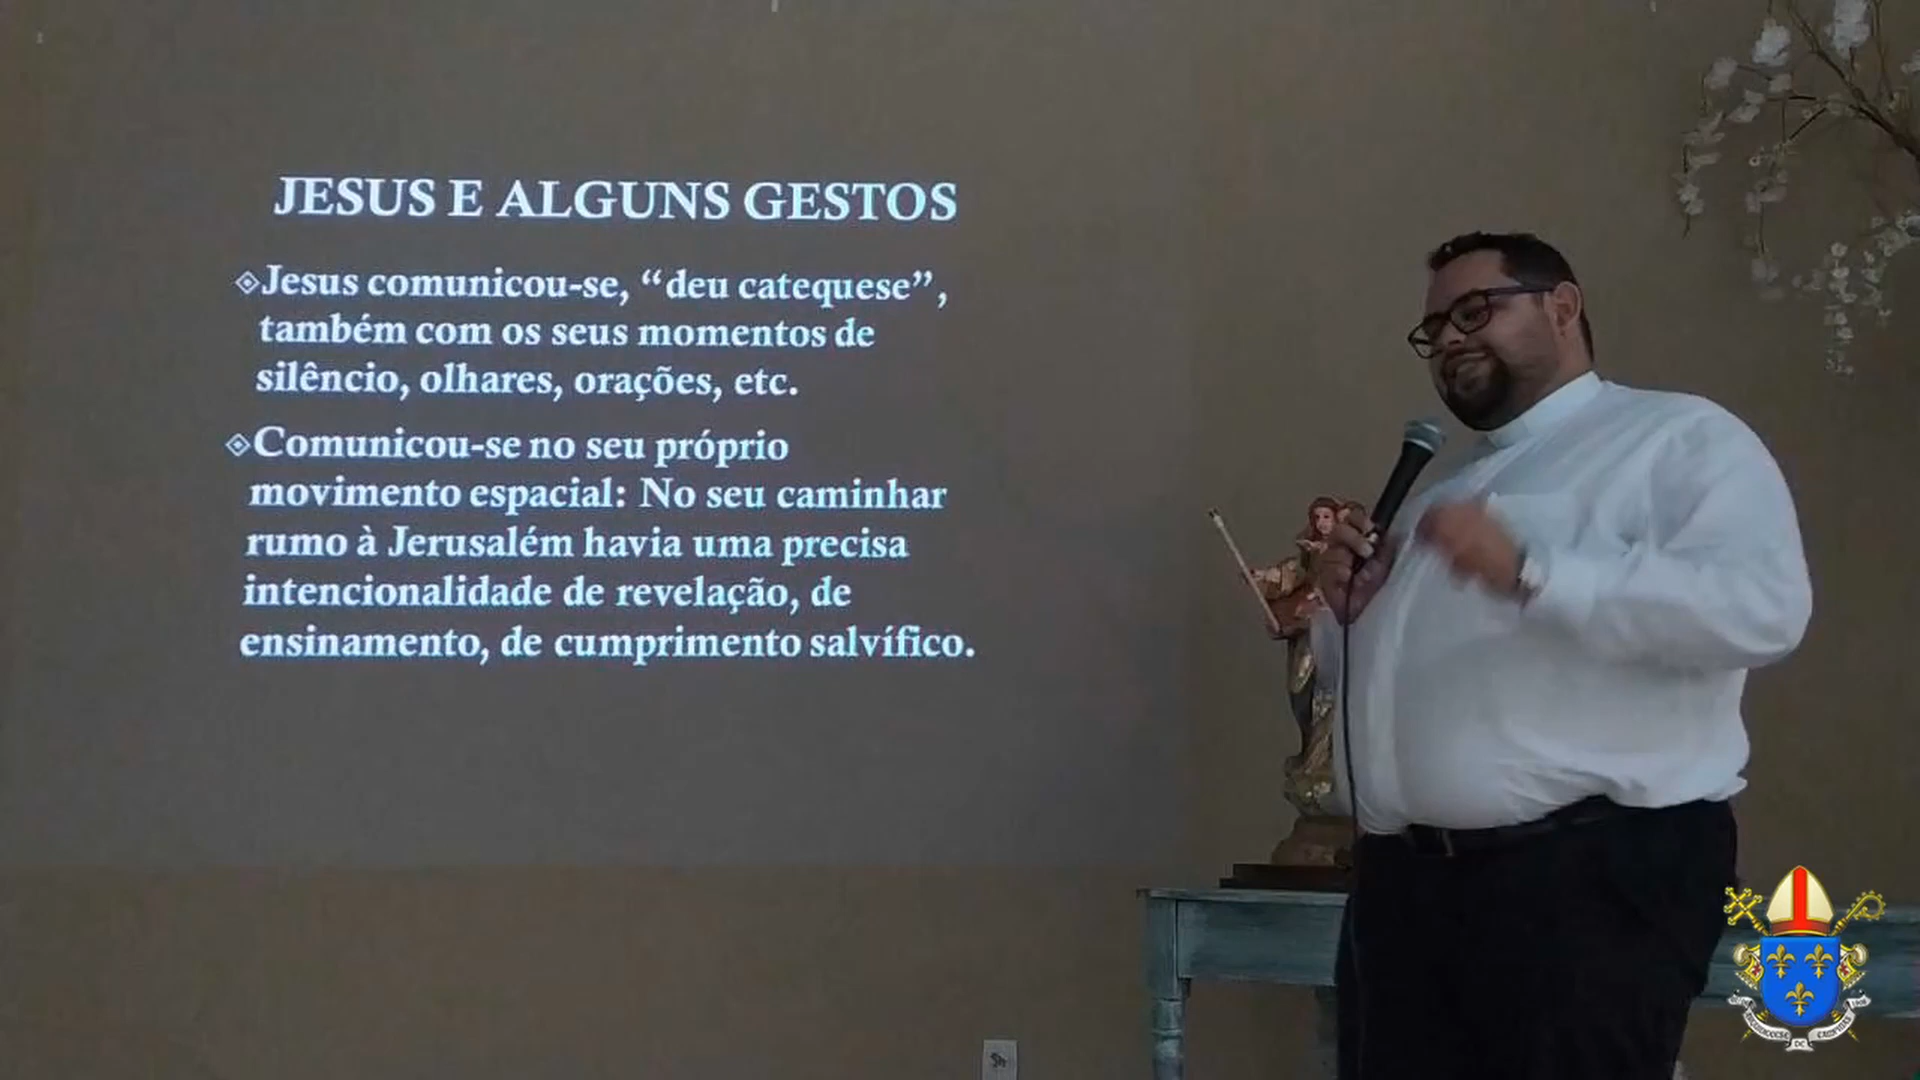 JESUS E ALGUNS GESTOS
Jesus comunicou-se, “deu catequese”,
também com os seus momentos de
silêncio, olhares, orações, etc.
Comunicou-se no seu próprio
movimento espacial: No seu caminhar
rumo à Jerusalém havia uma precisa
intencionalidade de revelação, de
ensinamento, de cumprimento salvífico.